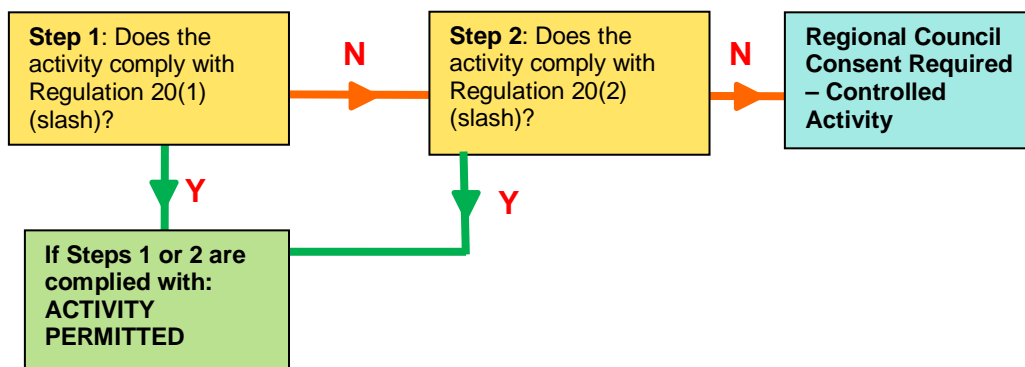 Step 1: Does the
activity comply with
Regulation 20(1)
(slash)?
N
Step 2: Does the
activity comply with
Regulation 20(2)
(slash)?
N
Regional Council
Consent Required
– Controlled
Activity
Y
Y
If Steps 1 or 2 are
complied with:
ACTIVITY
PERMITTED